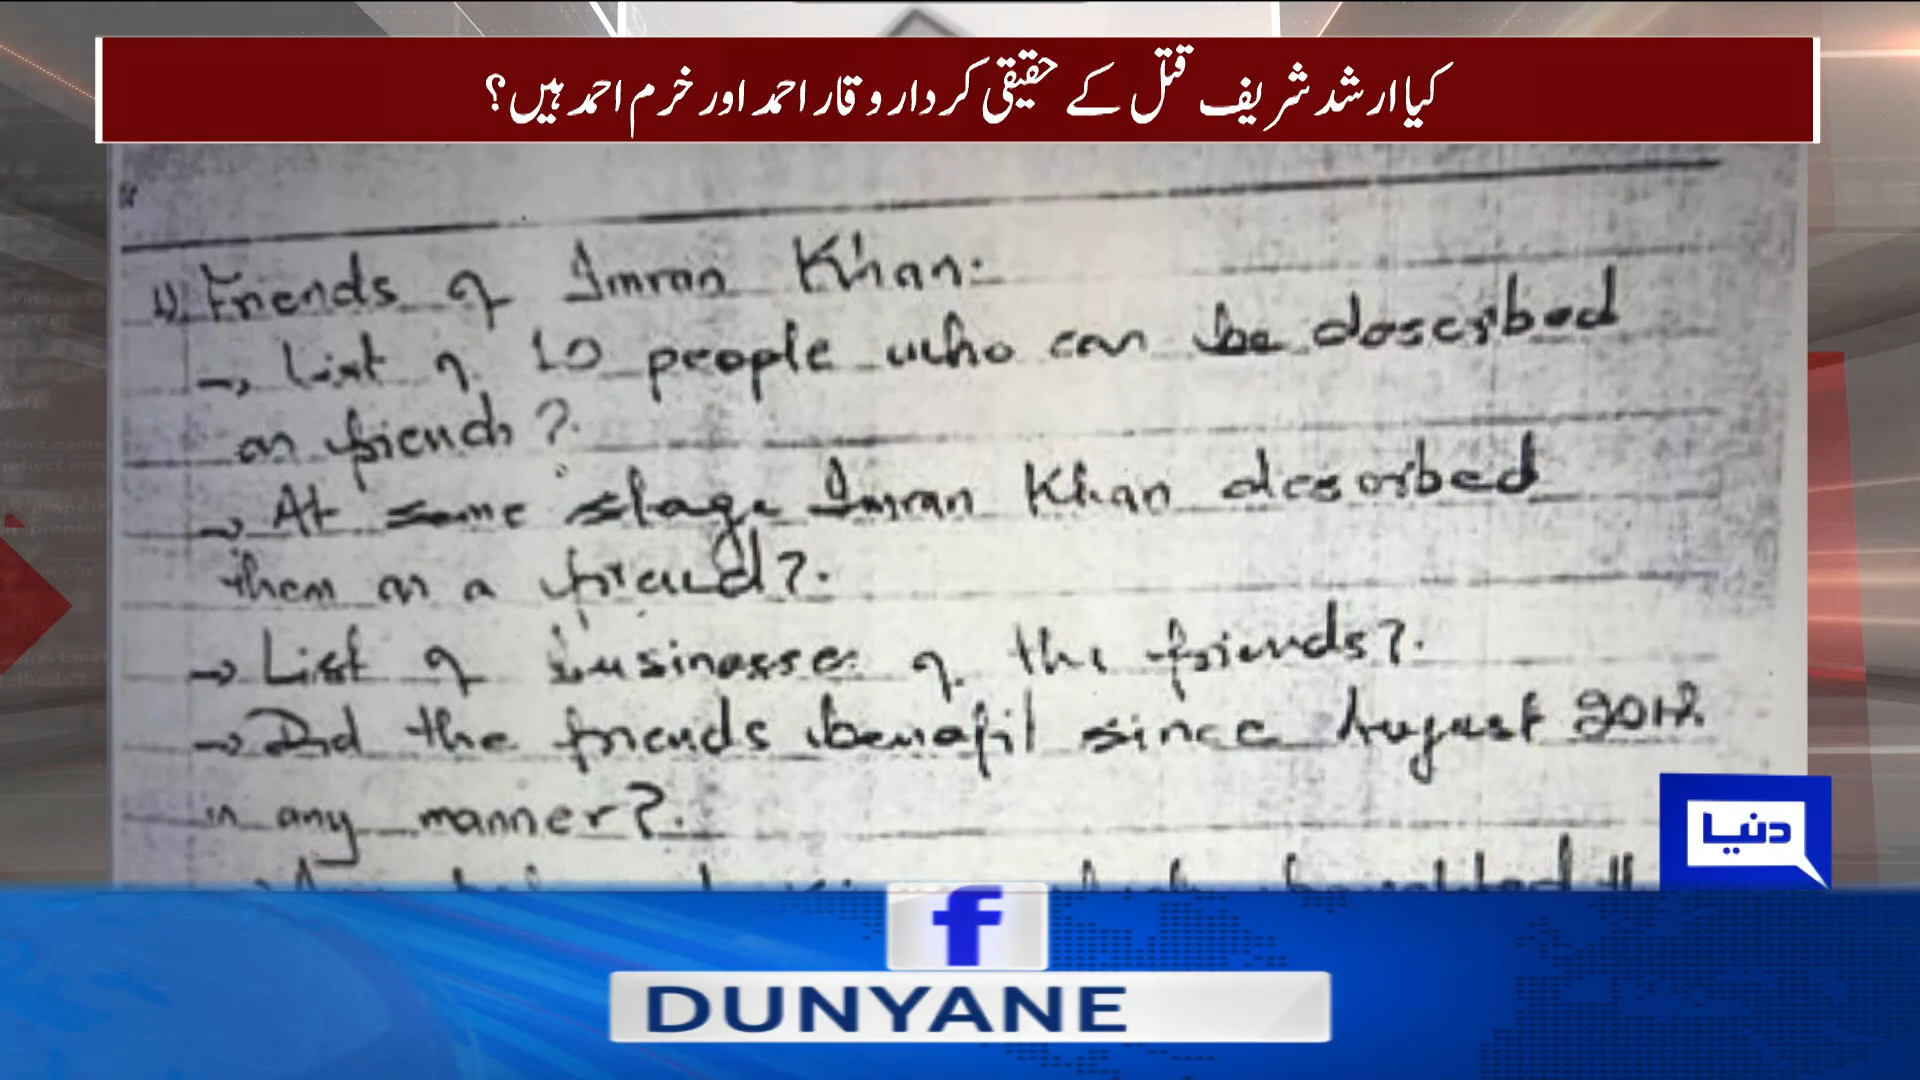 کیا ارشد شریف قتل کے حقیقی کردار وقار احمد اور خرم احمد ہیں؟
1). Friends of Imran Khan:-
→ List of 10 people who can be described
as friends?.
→ At some stage Imran Khan described
them as a friend?.
→ List of businesses of the friends?.
→ Did the friends benefit since August 2018
in any manner?.
دنیا
f
DUNYANE